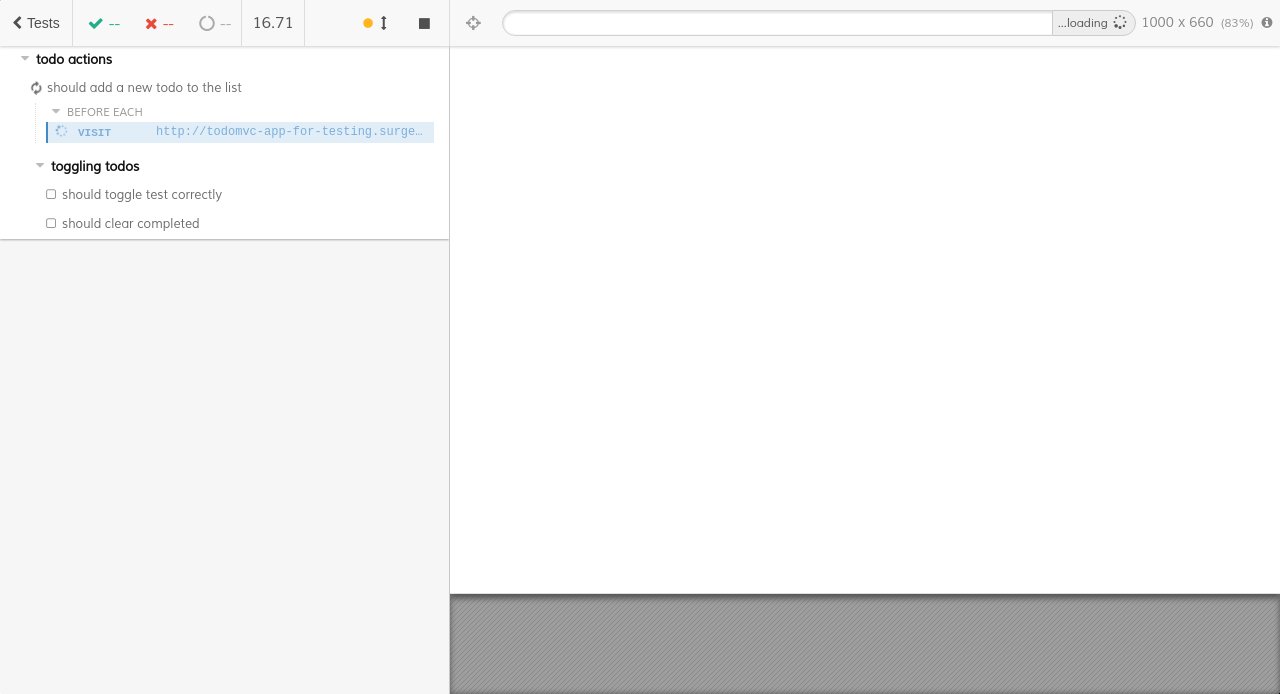 Tests -- -- -- 16.71 ...loading 1000 x 660 (83%)
todo actions
should add a new todo to the list
BEFORE EACH
VISIT http://todomvc-app-for-testing.surge…
toggling todos
should toggle test correctly
should clear completed